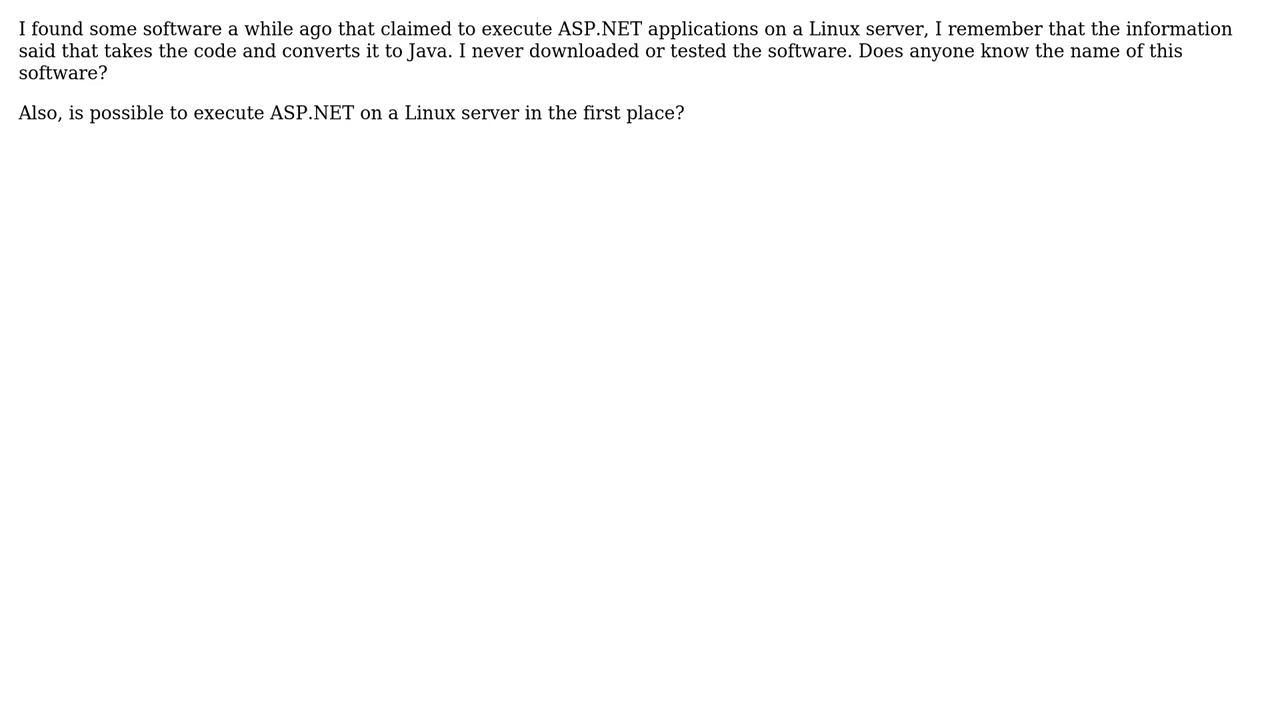 I found some software a while ago that claimed to execute ASP.NET applications on a Linux server, I remember that the information
said that takes the code and converts it to Java. I never downloaded or tested the software. Does anyone know the name of this
software?
Also, is possible to execute ASP.NET on a Linux server in the first place?